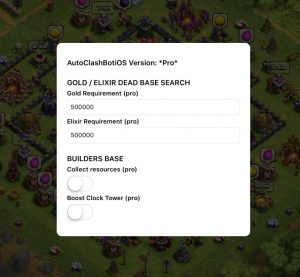 AutoClashBotiOS Version: *Pro*
GOLD / ELIXIR DEAD BASE SEARCH
Gold Requirement (pro)
500000
Elixir Requirement (pro)
500000
BUILDERS BASE
Collect resources (pro)
Boost Clock Tower (pro)